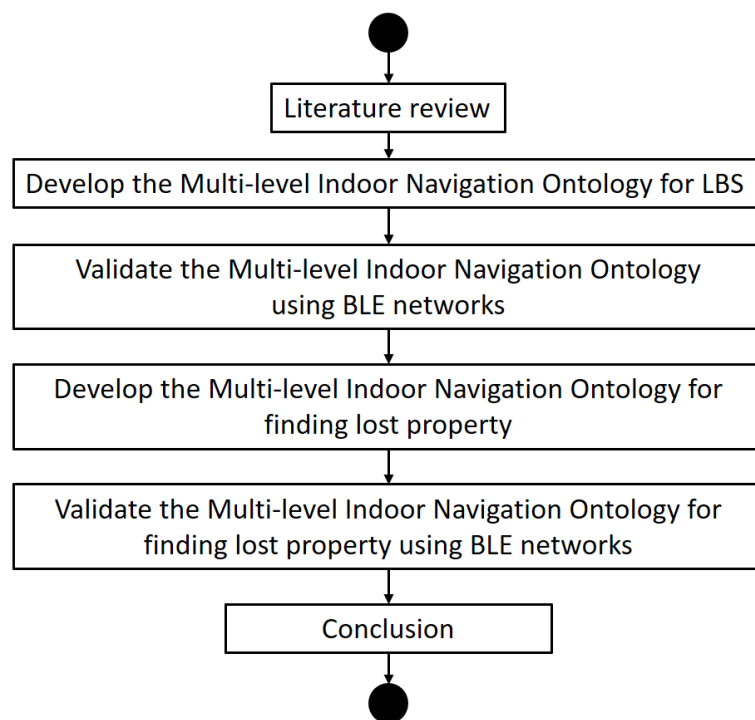 Literature review
Develop the Multi-level Indoor Navigation Ontology for LBS
Validate the Multi-level Indoor Navigation Ontology
using BLE networks
Develop the Multi-level Indoor Navigation Ontology for
finding lost property
Validate the Multi-level Indoor Navigation Ontology for
finding lost property using BLE networks
Conclusion